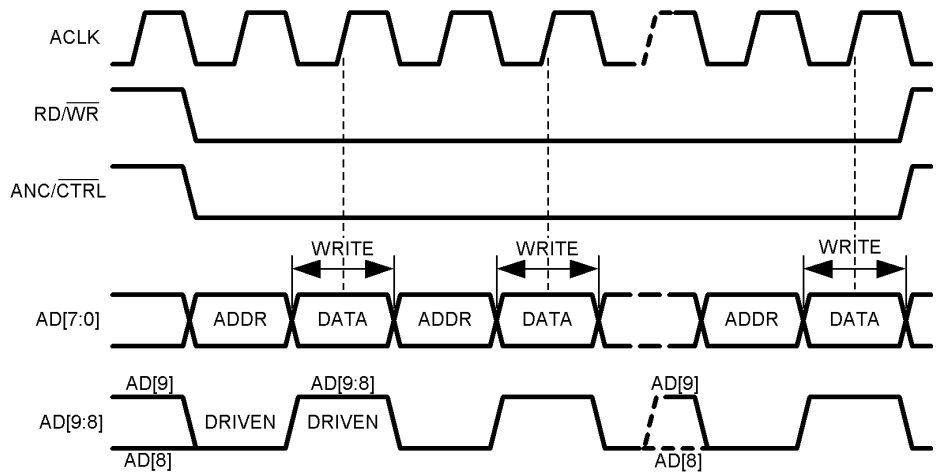 ACLK
RD/WR
ANC/CTRL
WRITE WRITE WRITE
AD[7:0] ADDR DATA ADDR DATA ADDR DATA
AD[9] AD[9:8] AD[9]
AD[9:8] DRIVEN DRIVEN
AD[8] AD[8]